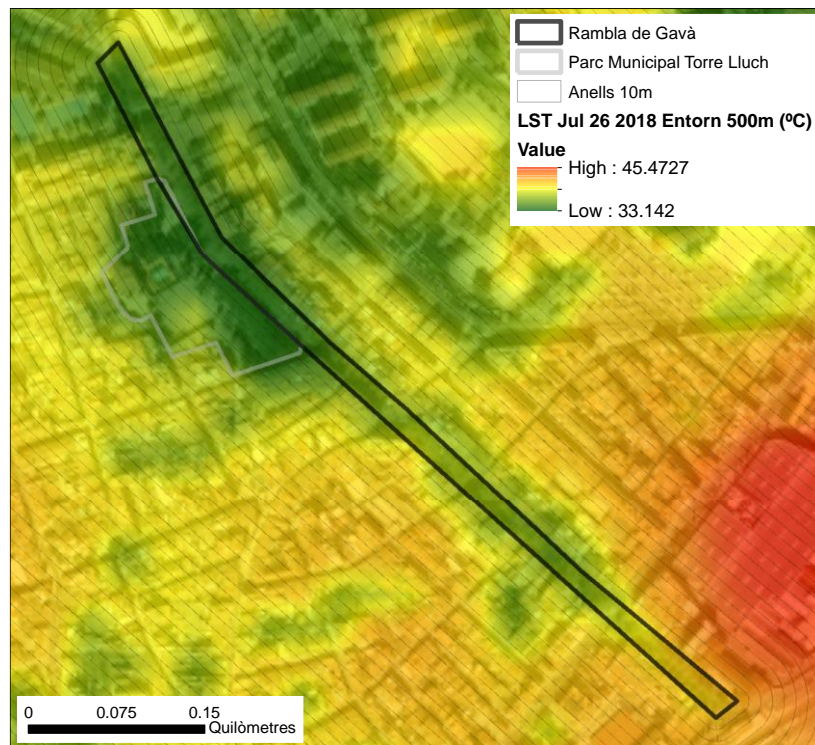 Rambla de Gavà
Parc Municipal Torre Lluch
Anells 10m
LST Jul 26 2018 Entorn 500m (ºC)
Value
High : 45.4727
Low : 33.142
0 0.075 0.15
Quilòmetres